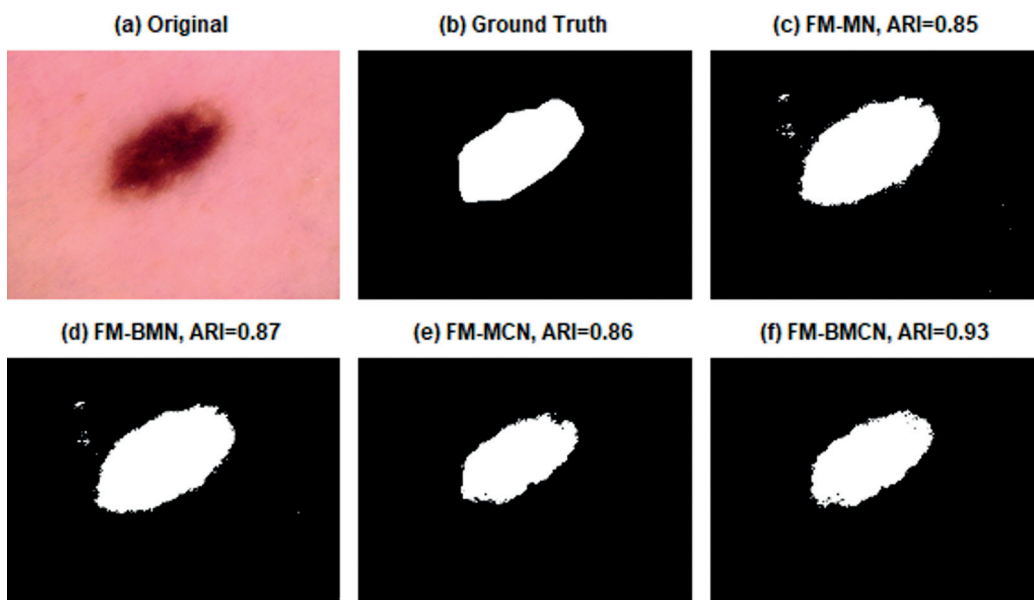 (a) Original
(b) Ground Truth
(c) FM-MN, ARI=0.85
(d) FM-BMN, ARI=0.87
(e) FM-MCN, ARI=0.86
(f) FM-BMCN, ARI=0.93